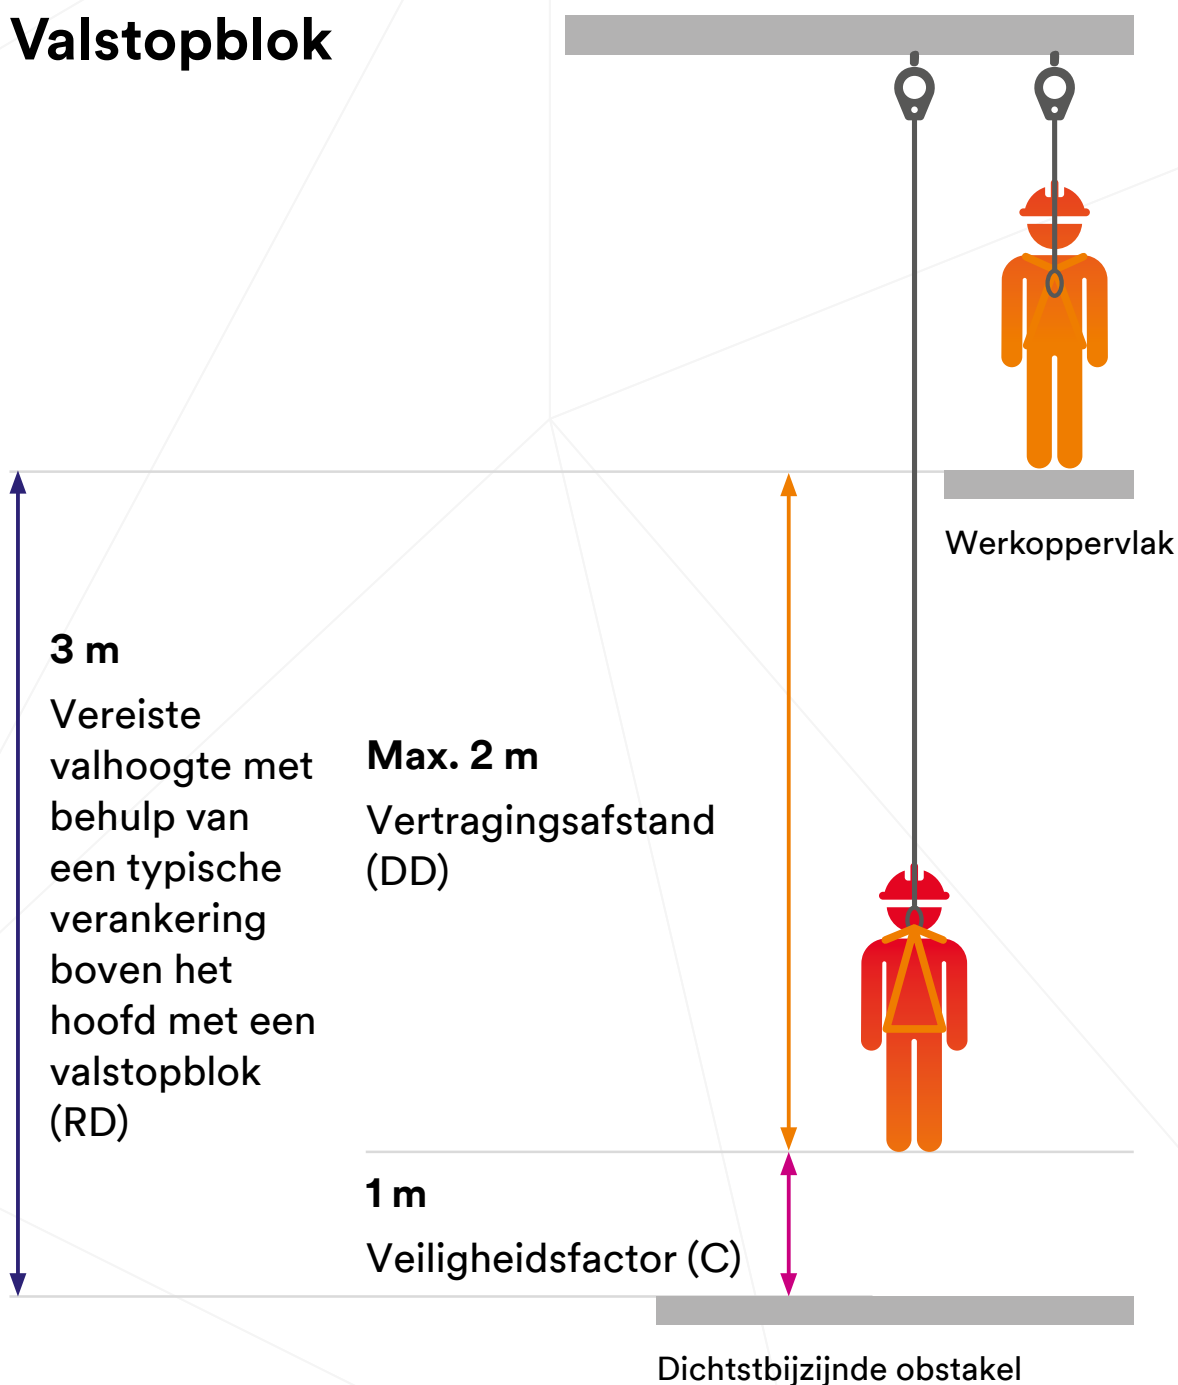 Valstopblok
Werkoppervlak
3 m
Vereiste
valhoogte met
behulp van
een typische
verankering
boven het
hoofd met een
valstopblok
(RD)
Max. 2 m
Vertragingsafstand
(DD)
1 m
Veiligheidsfactor (C)
Dichtstbijzijnde obstakel